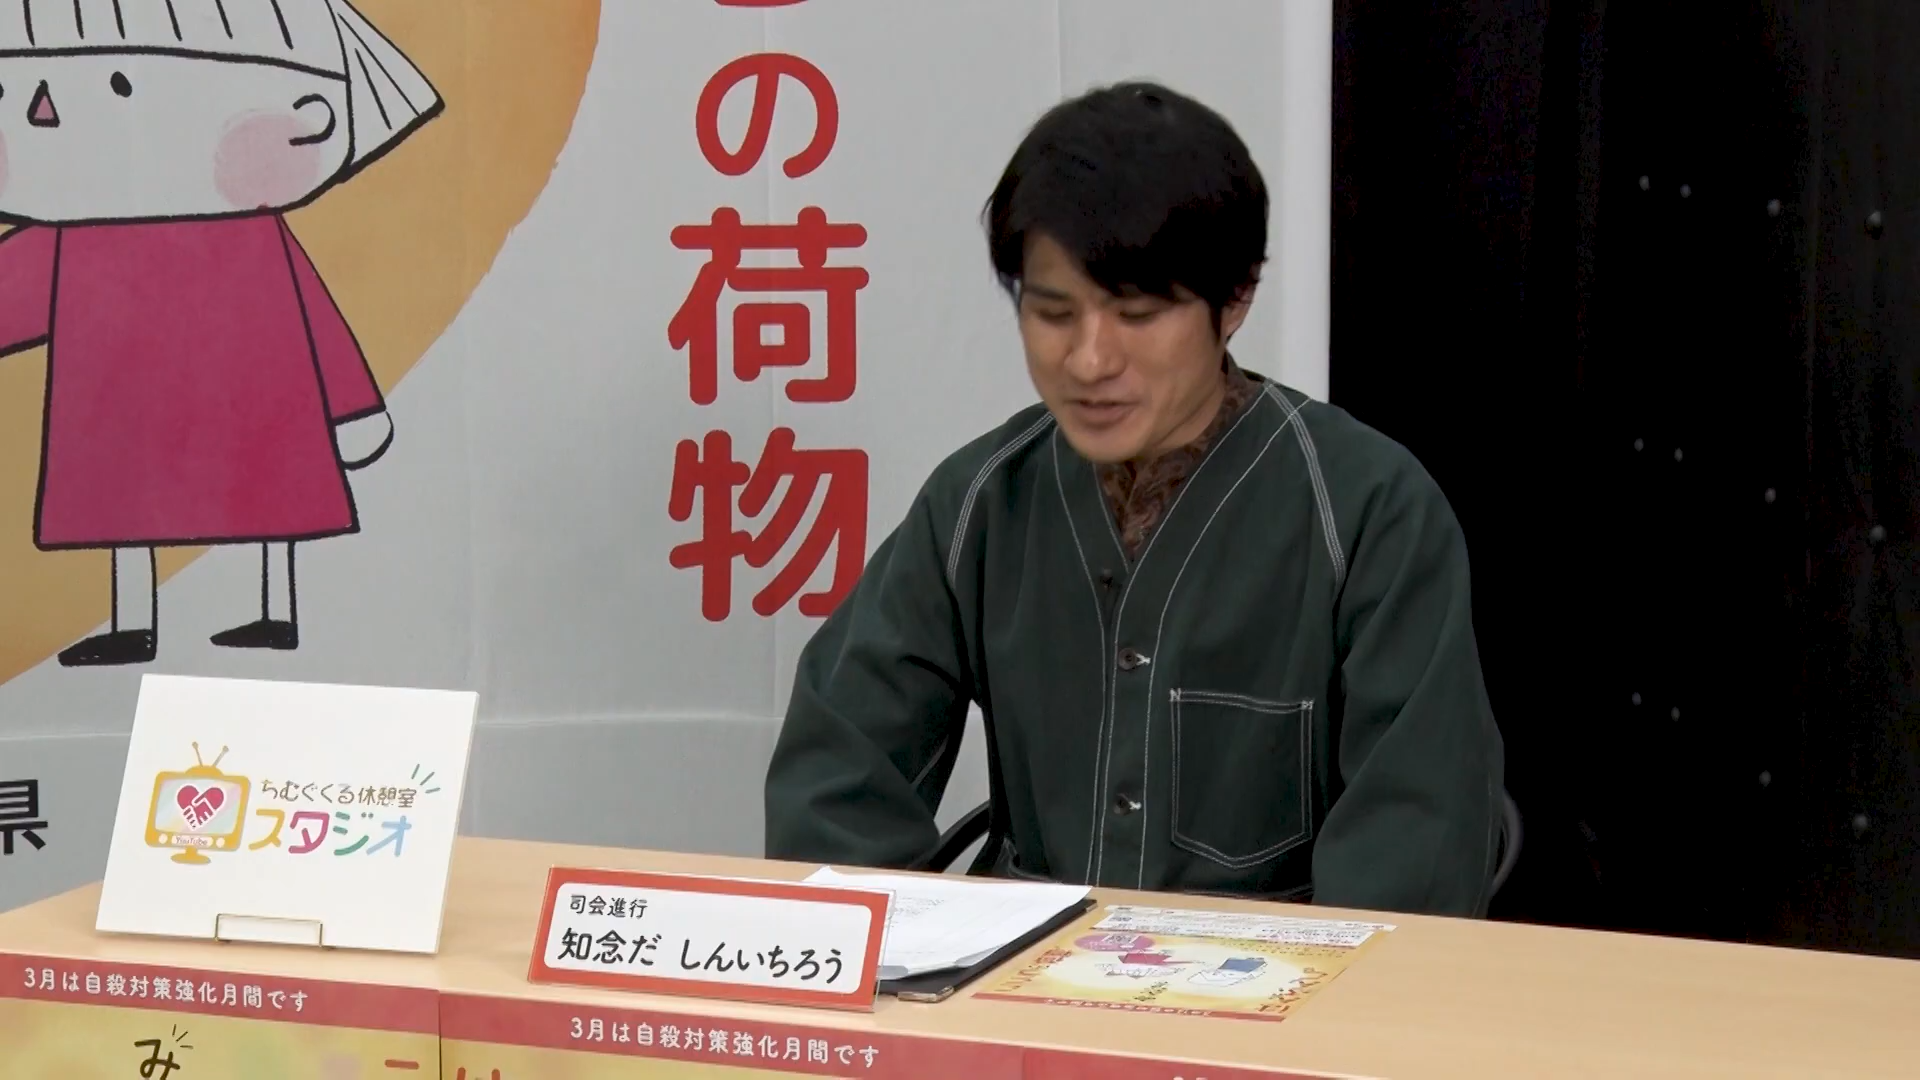 の荷物
県
ちむぐくる休憩室
スタジオ
YouTube
司会進行
知念だ しんいちろう
3月は自殺対策強化月間です
3月は自殺対策強化月間です
み